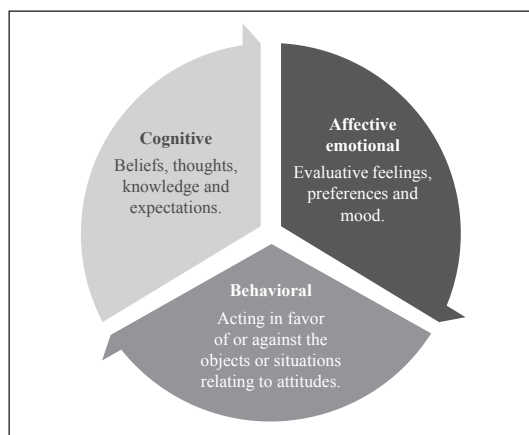 Cognitive
Beliefs, thoughts,
knowledge and
expectations.
Affective
emotional
Evaluative feelings,
preferences and
mood.
Behavioral
Acting in favor
of or against the
objects or situations
relating to attitudes.